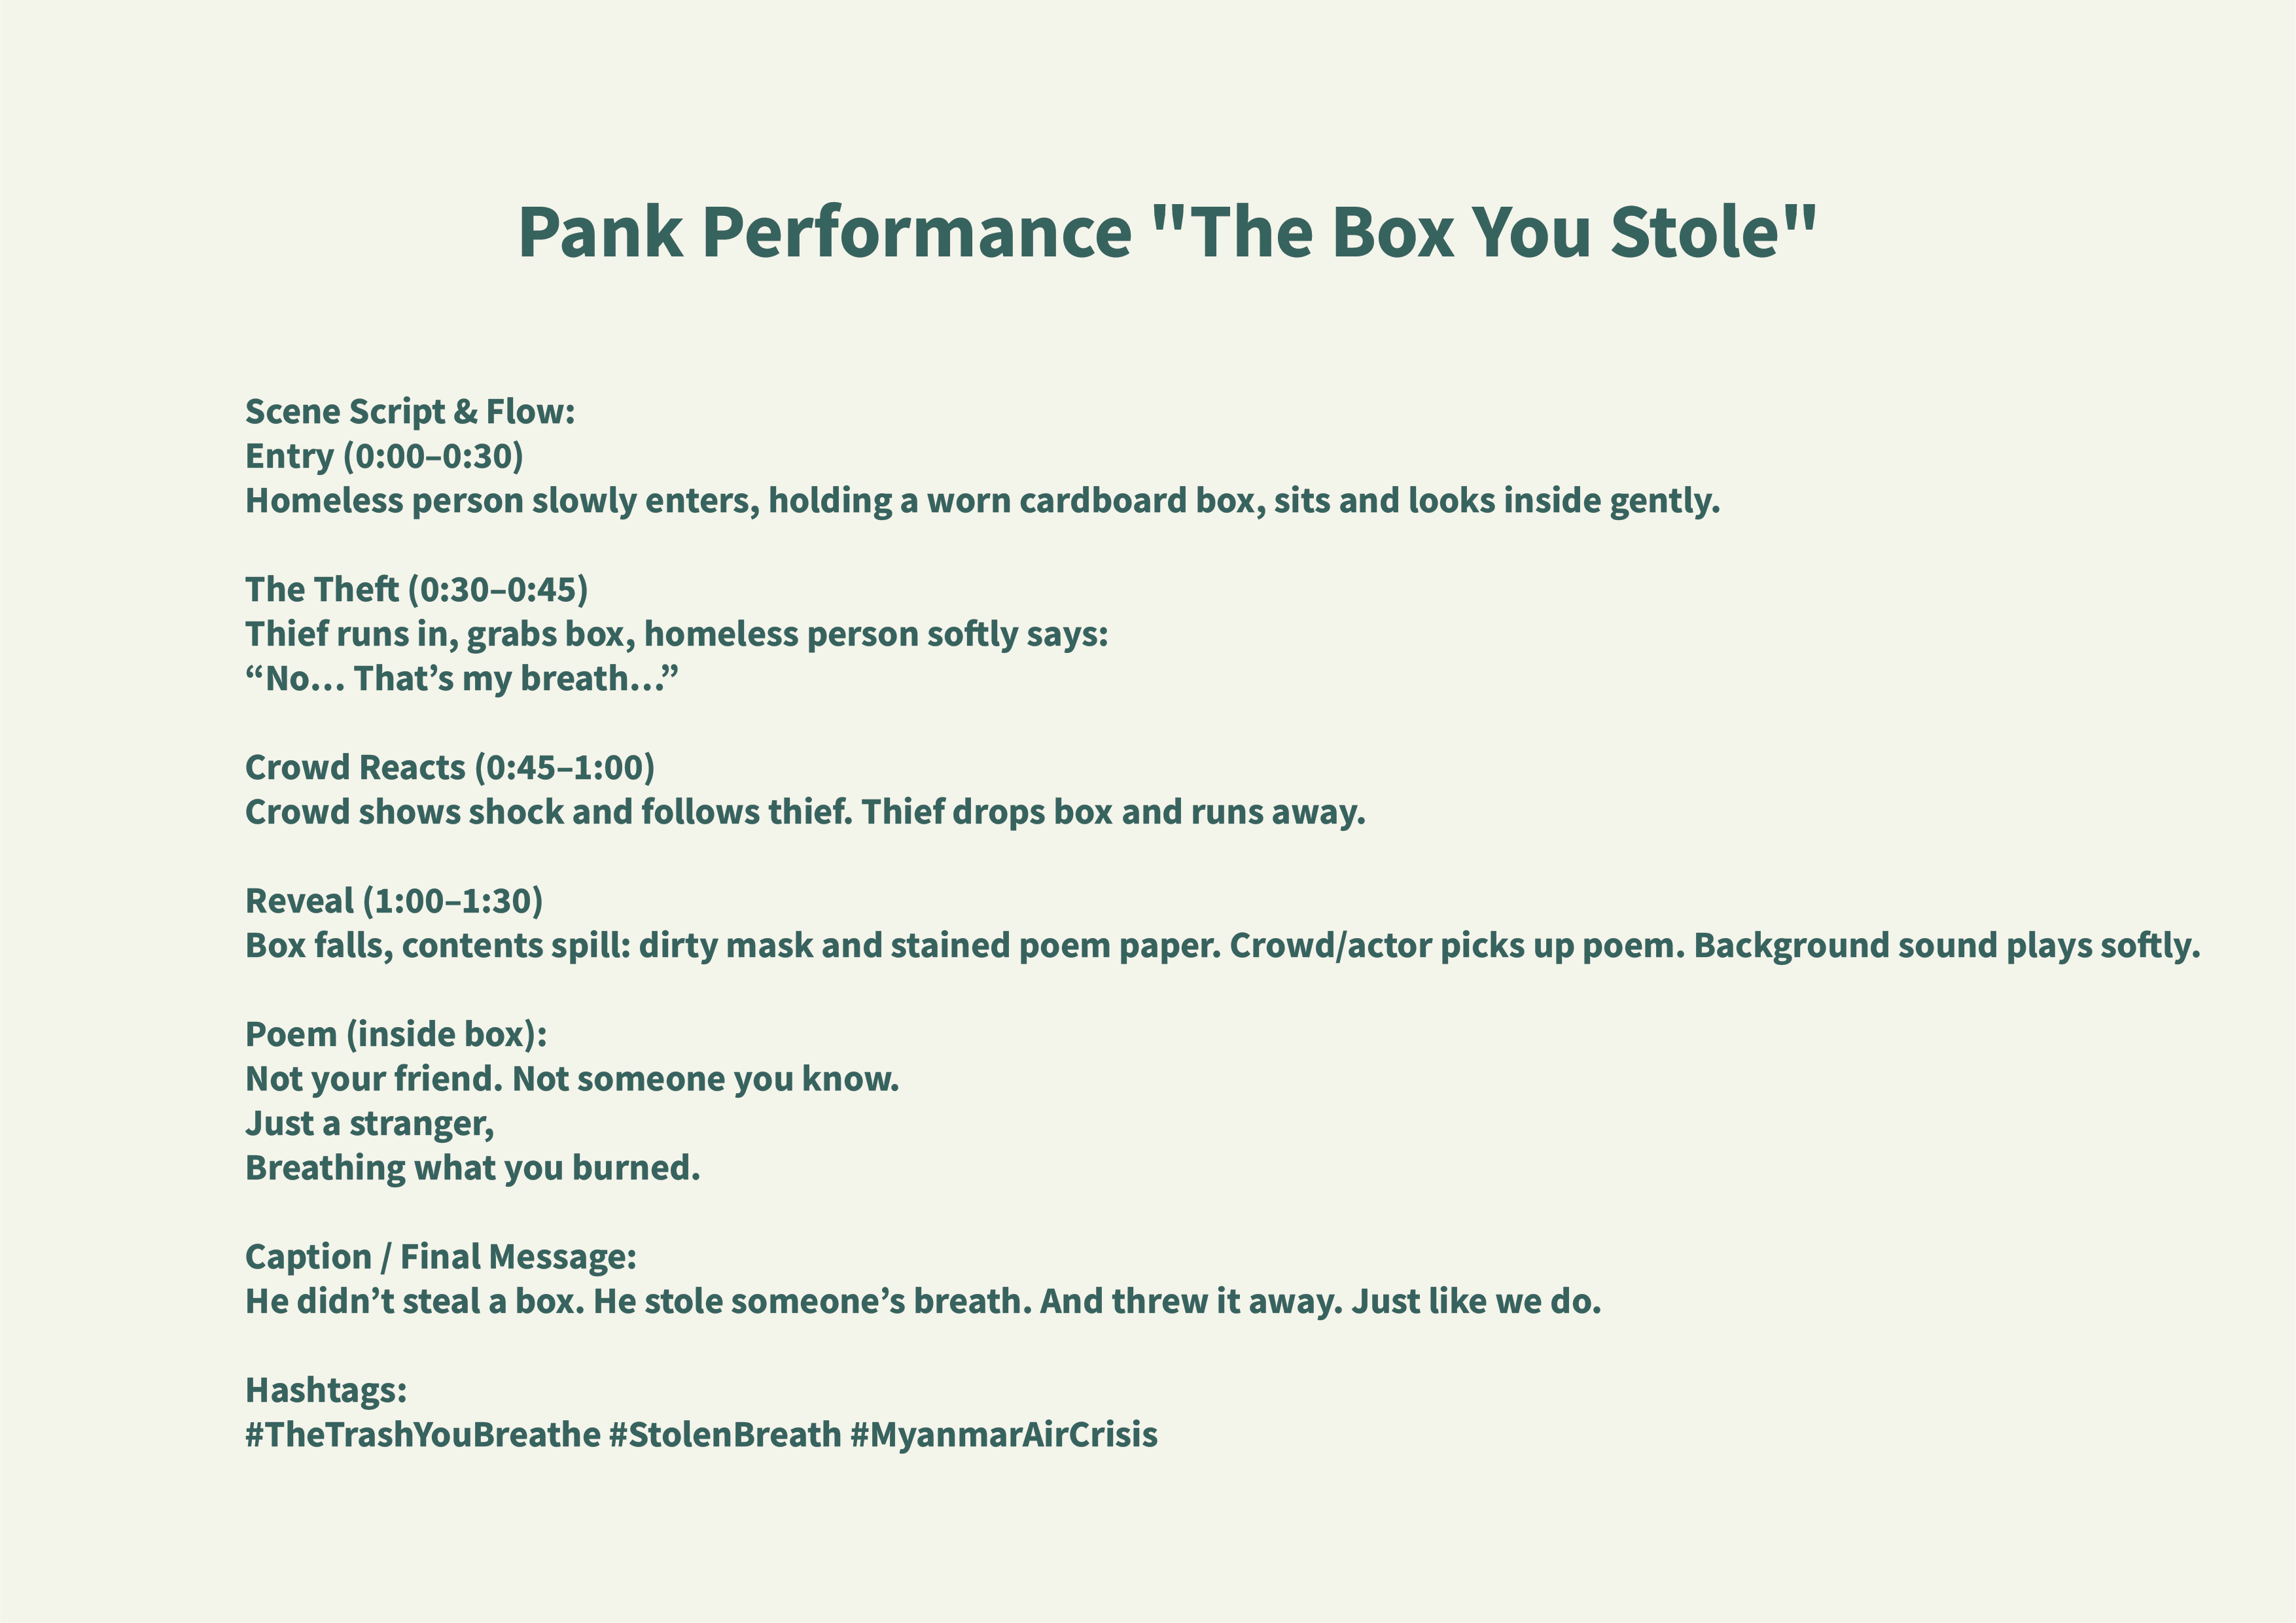 Pank Performance "The Box You Stole"
Scene Script & Flow:
Entry (0:00–0:30)
Homeless person slowly enters, holding a worn cardboard box, sits and looks inside gently.
The Theft (0:30–0:45)
Thief runs in, grabs box, homeless person softly says:
“No… That’s my breath…”
Crowd Reacts (0:45–1:00)
Crowd shows shock and follows thief. Thief drops box and runs away.
Reveal (1:00–1:30)
Box falls, contents spill: dirty mask and stained poem paper. Crowd/actor picks up poem. Background sound plays softly.
Poem (inside box):
Not your friend. Not someone you know.
Just a stranger,
Breathing what you burned.
Caption / Final Message:
He didn’t steal a box. He stole someone’s breath. And threw it away. Just like we do.
Hashtags:
#TheTrashYouBreathe #StolenBreath #MyanmarAirCrisis